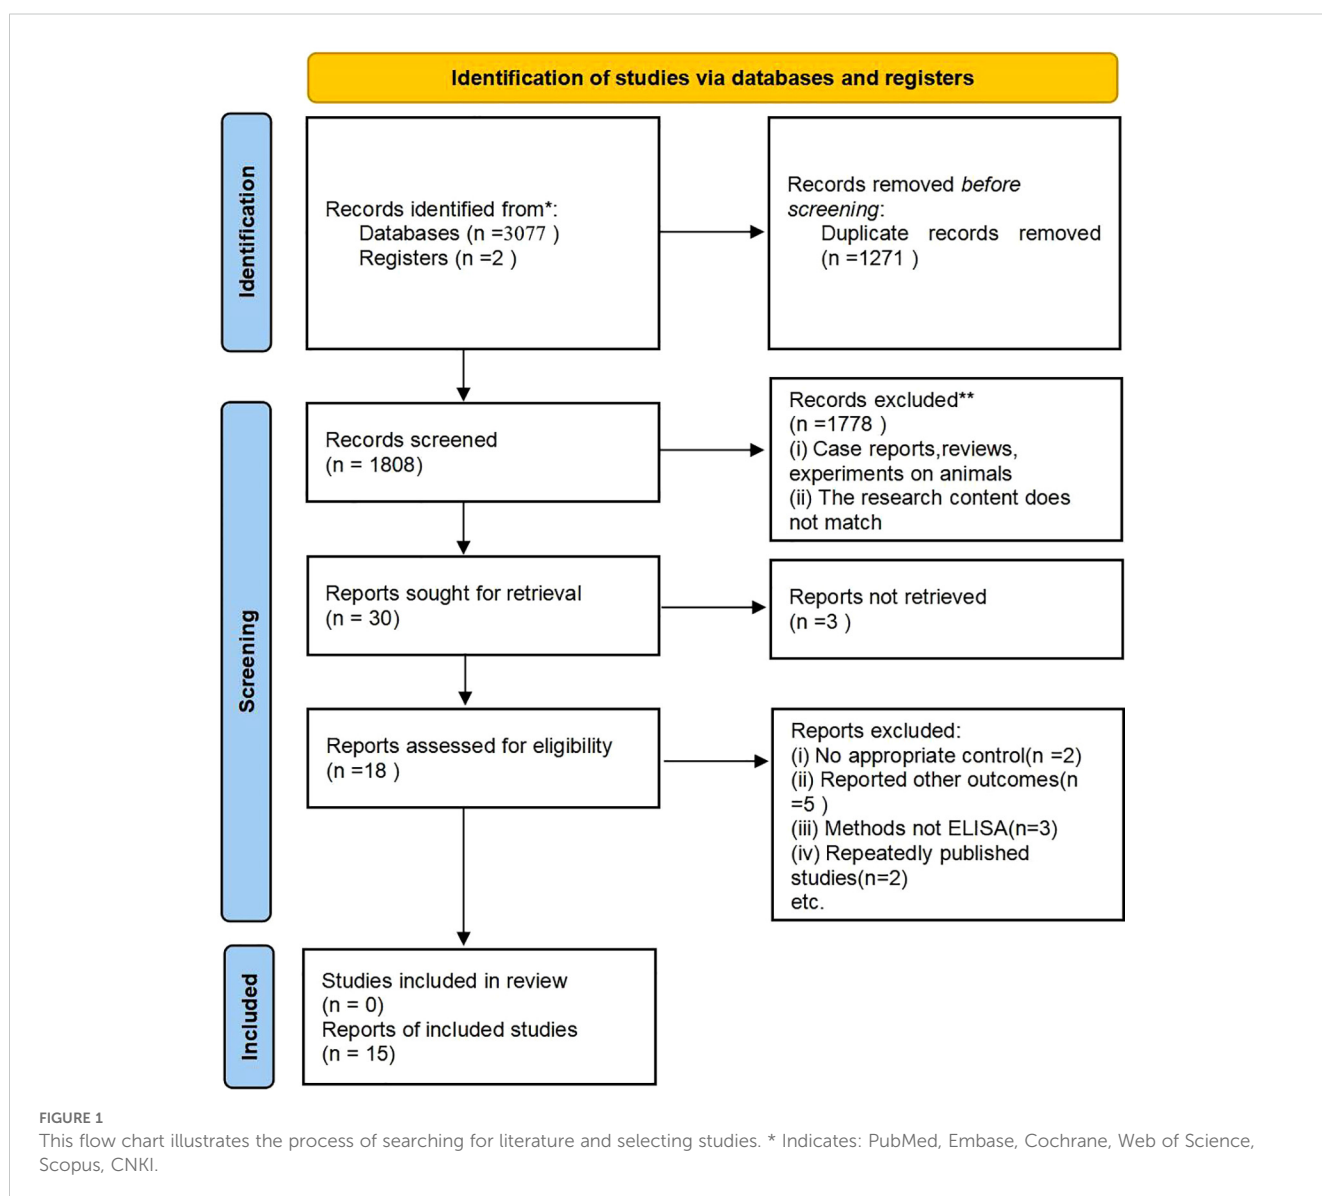 Identification of studies via databases and registers
Identification
Records identified from*:
Databases (n =3077 )
Registers (n =2 )
Records removed before
screening:
Duplicate records removed
(n =1271 )
Screening
Records screened
(n = 1808)
Records excluded**
(n =1778 )
(i) Case reports,reviews,
experiments on animals
(ii) The research content does
not match
Reports sought for retrieval
(n = 30)
Reports not retrieved
(n =3 )
Reports assessed for eligibility
(n =18 )
Reports excluded:
(i) No appropriate control(n =2)
(ii) Reported other outcomes(n
=5 )
(iii) Methods not ELISA(n=3)
(iv) Repeatedly published
studies(n=2)
etc.
Included
Studies included in review
(n = 0)
Reports of included studies
(n = 15)
FIGURE 1
This flow chart illustrates the process of searching for literature and selecting studies. * Indicates: PubMed, Embase, Cochrane, Web of Science,
Scopus, CNKI.